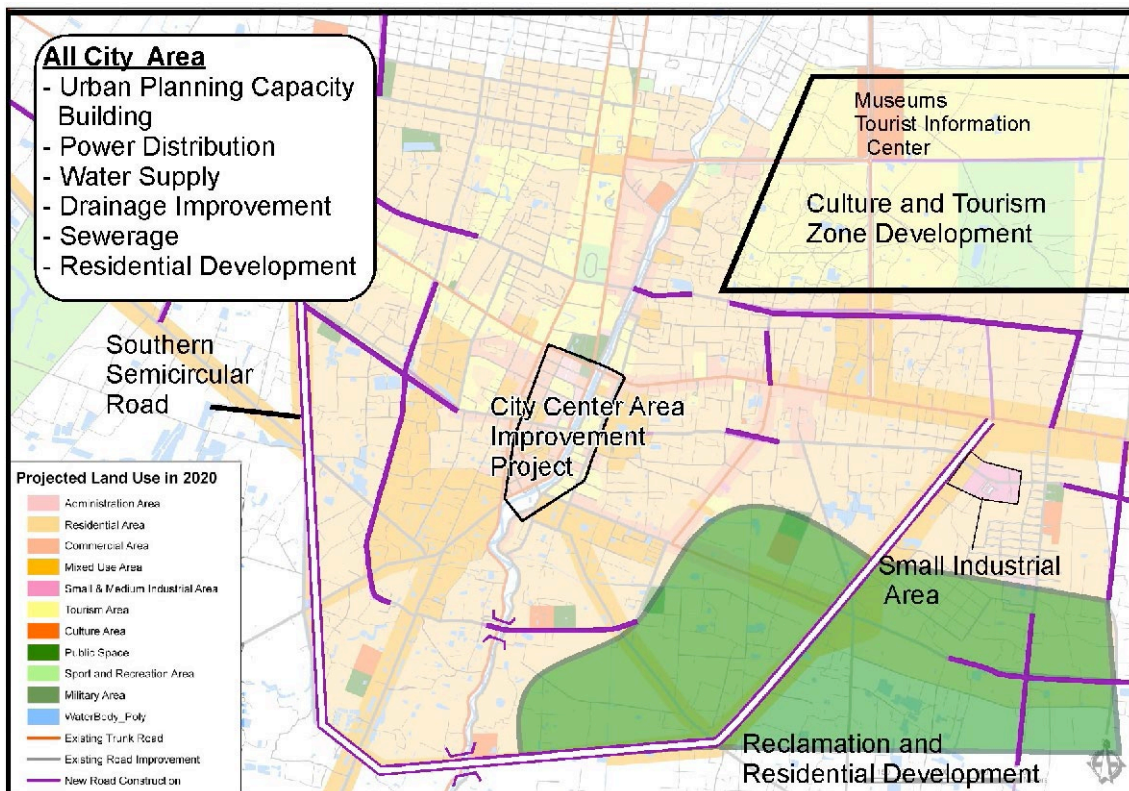 All City Area
- Urban Planning Capacity
Building
- Power Distribution
- Water Supply
- Drainage Improvement
- Sewerage
- Residential Development
Museums
Tourist Information
Center
Culture and Tourism
Zone Development
Southern
Semicircular
Road
City Center Area
Improvement
Project
Small Industrial
Area
Reclamation and
Residential Development
Projected Land Use in 2020
Administration Area
Residential Area
Commercial Area
Mixed Use Area
Small & Medium Industrial Area
Tourism Area
Culture Area
Public Space
Sport and Recreation Area
Military Area
WaterBody_Poly
Existing Trunk Road
Existing Road Improvement
New Road Construction